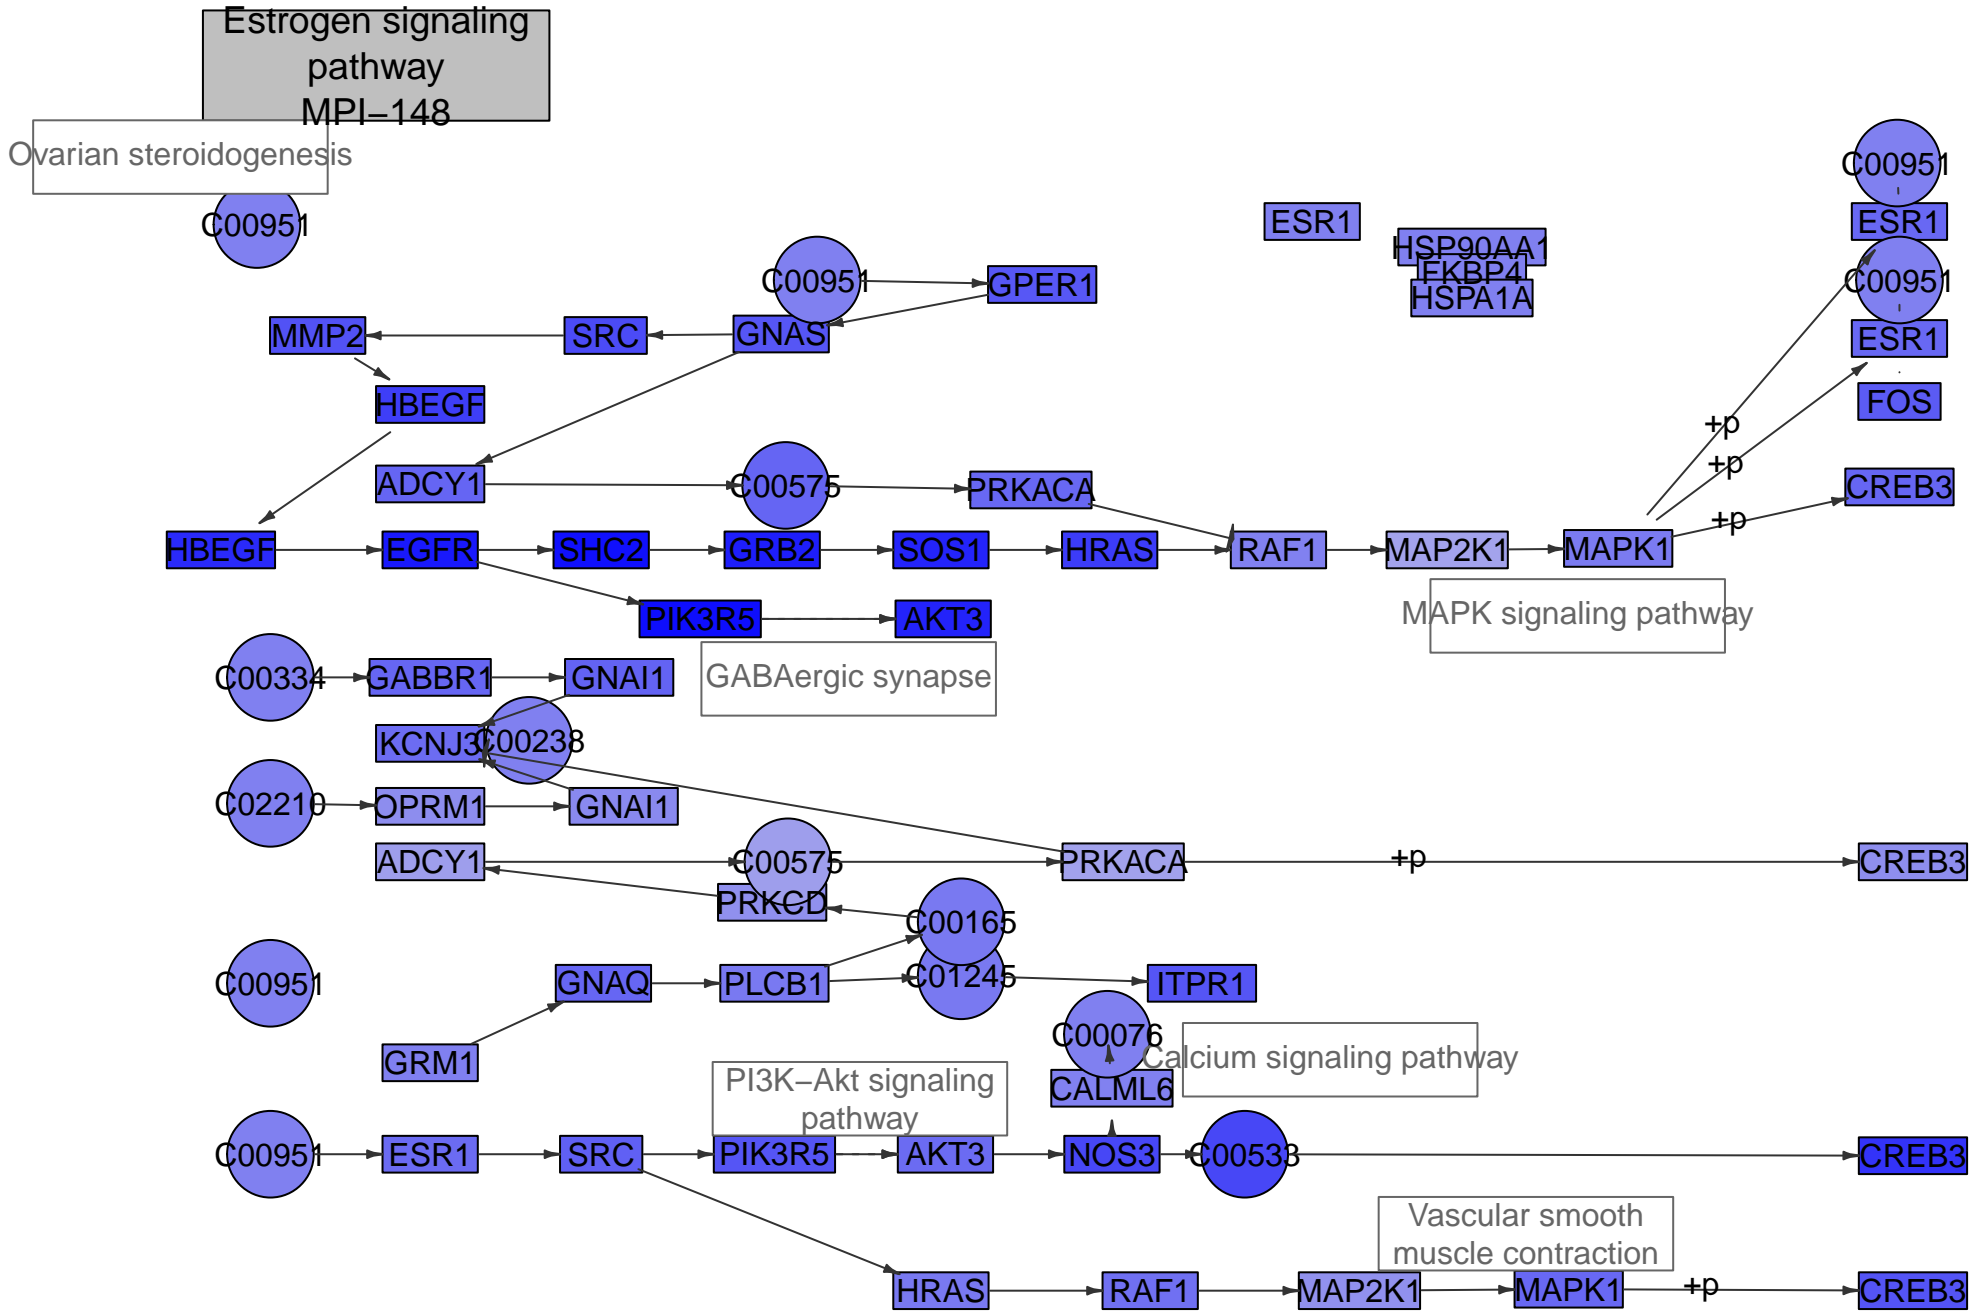 Estrogen signaling
pathway
MPI−148
Ovarian steroidogenesis
C00951
C00951
ESR1
ESR1
C00951
HSP90AA1
FKBP4
HSPA1A
C00951
GPER1
C00951
MMP2
SRC
GNAS
ESR1
HBEGF
FOS
+p
+p
ADCY1
C00575
PRKACA
CREB3
+p
HBEGF
EGFR
SHC2
GRB2
SOS1
HRAS
RAF1
MAP2K1
MAPK1
PIK3R5
AKT3
MAPK signaling pathway
C00334
GABBR1
GNAI1
GABAergic synapse
KCNJ3
C00238
C02210
OPRM1
GNAI1
ADCY1
C00575
PRKACA
+p
CREB3
PRKCD
C00165
C00951
GNAQ
PLCB1
C01245
ITPR1
C00076
Calcium signaling pathway
GRM1
CALML6
PI3K−Akt signaling
pathway
C00951
ESR1
SRC
PIK3R5
AKT3
NOS3
C00533
CREB3
Vascular smooth
muscle contraction
HRAS
RAF1
MAP2K1
MAPK1
+p
CREB3